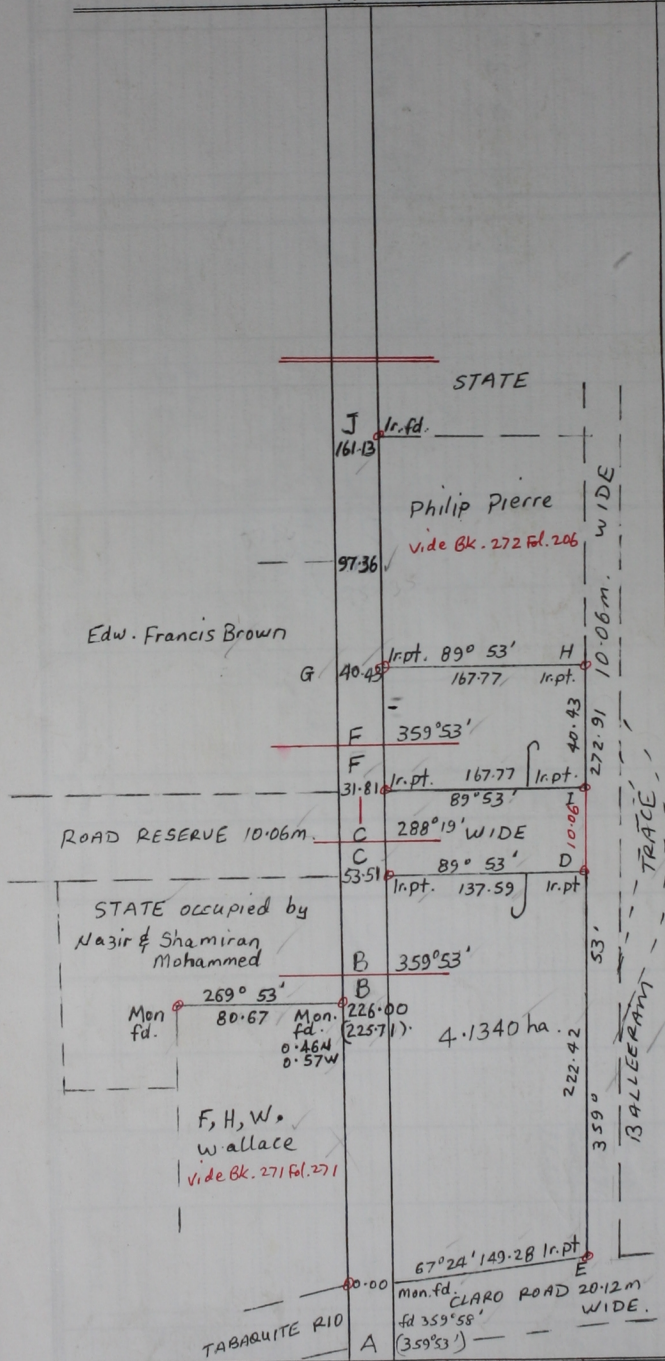 STATE
J Ir.fd.
161.13
Philip Pierre
vide Bk. 272 Fol. 206
10.06m. WIDE
97.36
Edw. Francis Brown
Ir.pt. 89° 53' H
G 40.43
167.77 Ir.pt.
40.43
272.91
F 359°53'
F
31.81 Ir.pt. 167.77 Ir.pt.
89°53' I
ROAD RESERVE 10.06m. C 288°19' WIDE
10.06
C
89° 53' D
53.51 Ir.pt. 137.59 Ir.pt
STATE occupied by
Nazir & Shamiran
Mohammed
B 359°53'
B
269° 53'
Mon fd.
80.67
Mon. fd.
226.00
(225.71).
0.46N
0.57W
4.1340 ha.
222.42
359° 53'
BALLEERAM TRACE
F, H, W.
Wallace
vide Bk. 271 Fol. 271
67°24' 149.28 Ir.pt
E
00.00
mon.fd.
CLARO ROAD 20.12m
WIDE.
TABAQUITE RIO
fd 359°58'
A (359°53')